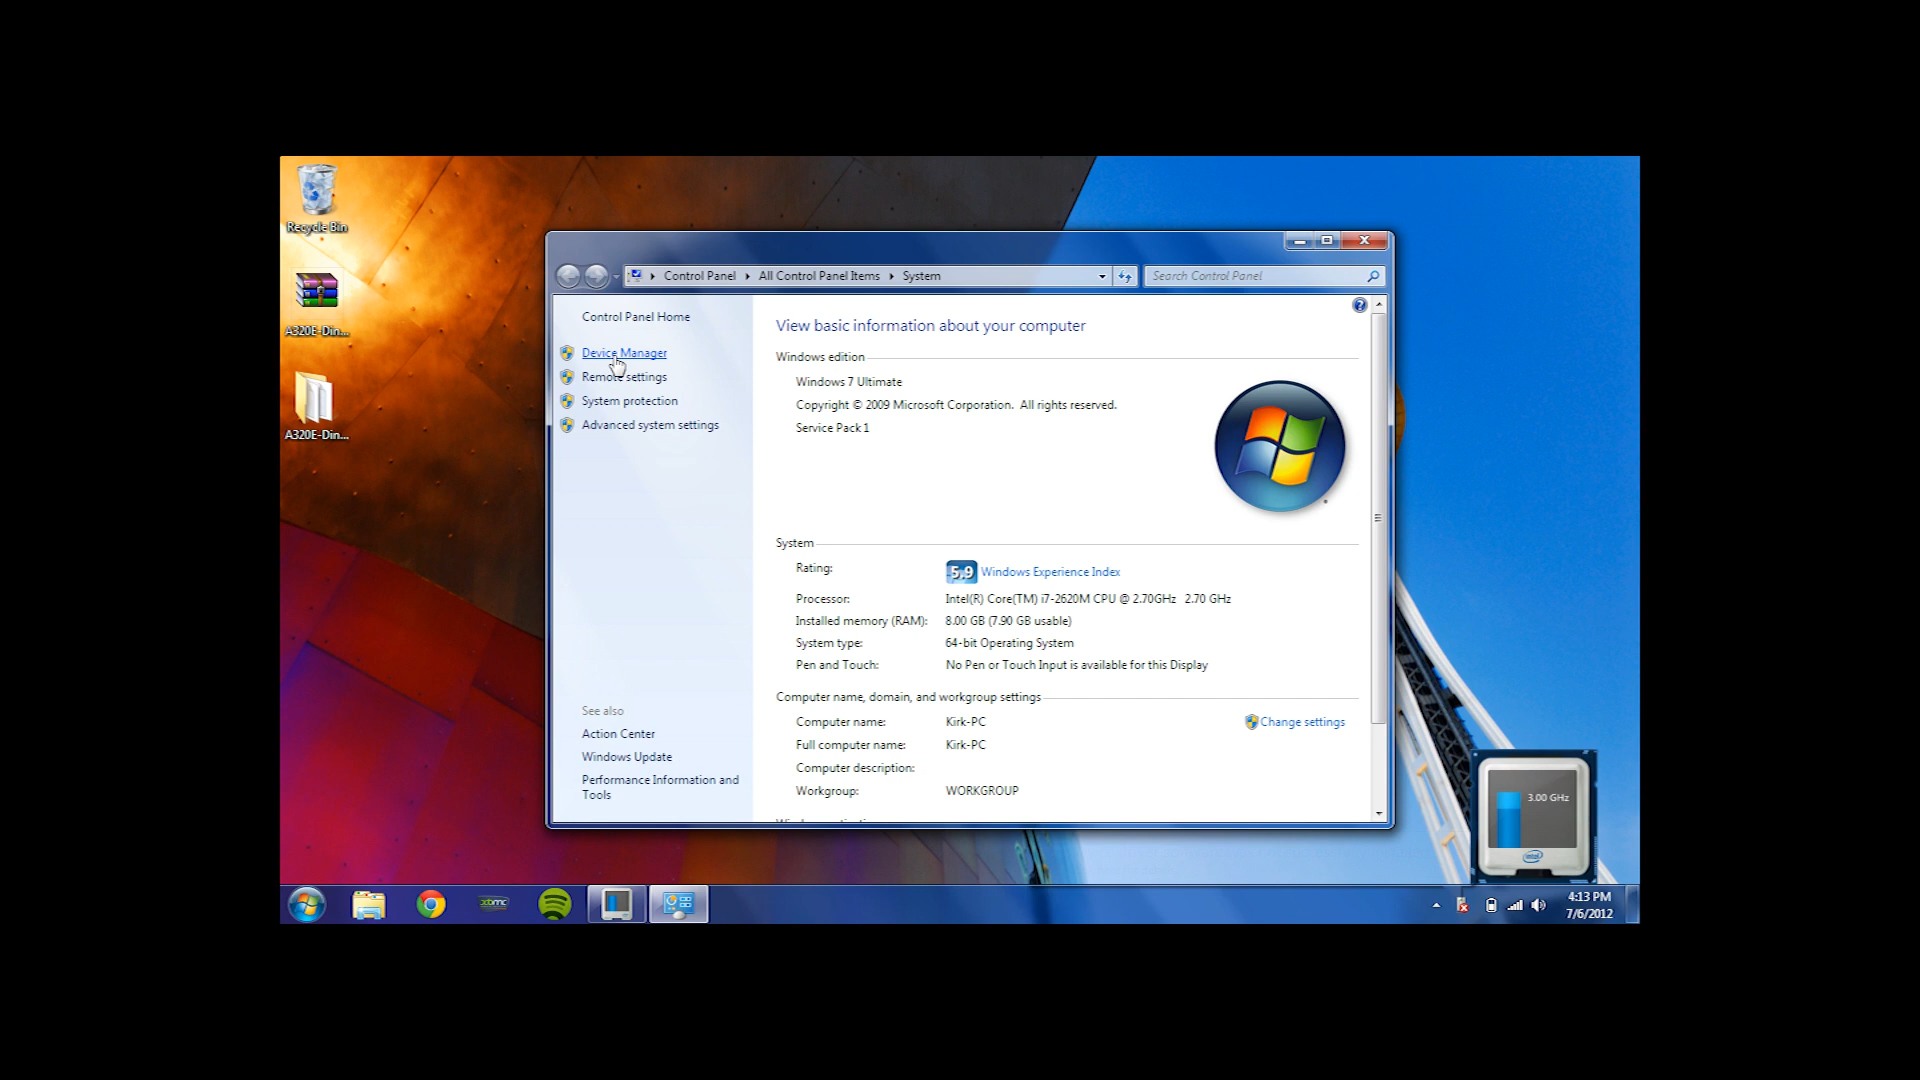 Recycle Bin
A320E-Din...
A320E-Din...
Control Panel
All Control Panel Items
System
Search Control Panel
Control Panel Home
Device Manager
Remote settings
System protection
Advanced system settings
See also
Action Center
Windows Update
Performance Information and
Tools
View basic information about your computer
Windows edition
Windows 7 Ultimate
Copyright © 2009 Microsoft Corporation. All rights reserved.
Service Pack 1
System
Rating:
5.9 Windows Experience Index
Processor:
Intel(R) Core(TM) i7-2620M CPU @ 2.70GHz 2.70 GHz
Installed memory (RAM):
8.00 GB (7.90 GB usable)
System type:
64-bit Operating System
Pen and Touch:
No Pen or Touch Input is available for this Display
Computer name, domain, and workgroup settings
Computer name:
Kirk-PC
Change settings
Full computer name:
Kirk-PC
Computer description:
Workgroup:
WORKGROUP
3.00 GHz
intel
xbmc
4:13 PM
7/6/2012